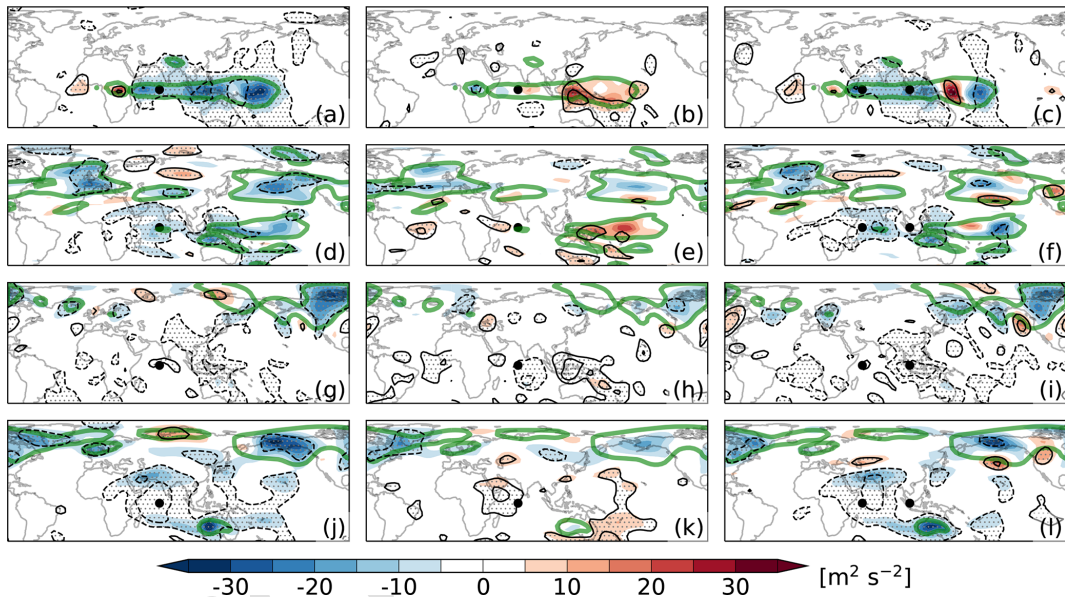 (a) (b) (c)
(d) (e) (f)
(g) (h) (i)
(j) (k) (l)
-30 -20 -10 0 10 20 30 [m² s⁻²]